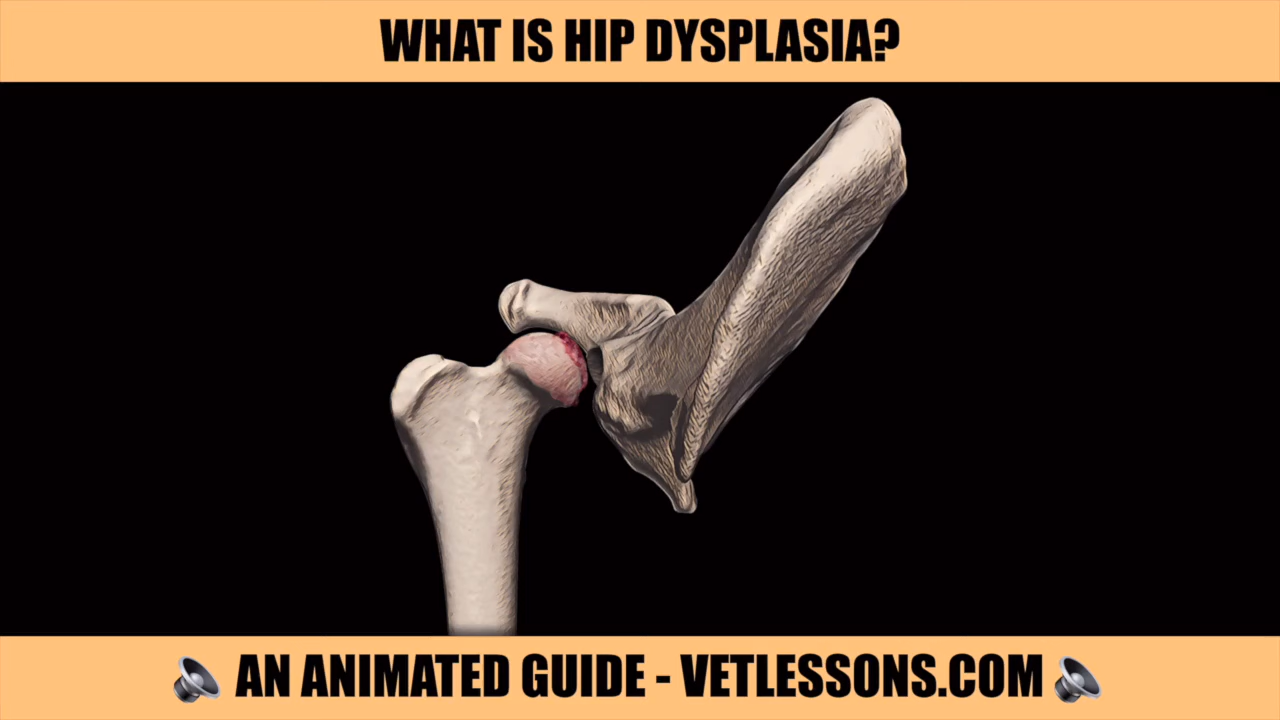 WHAT IS HIP DYSPLASIA?
AN ANIMATED GUIDE - VETLESSONS.COM